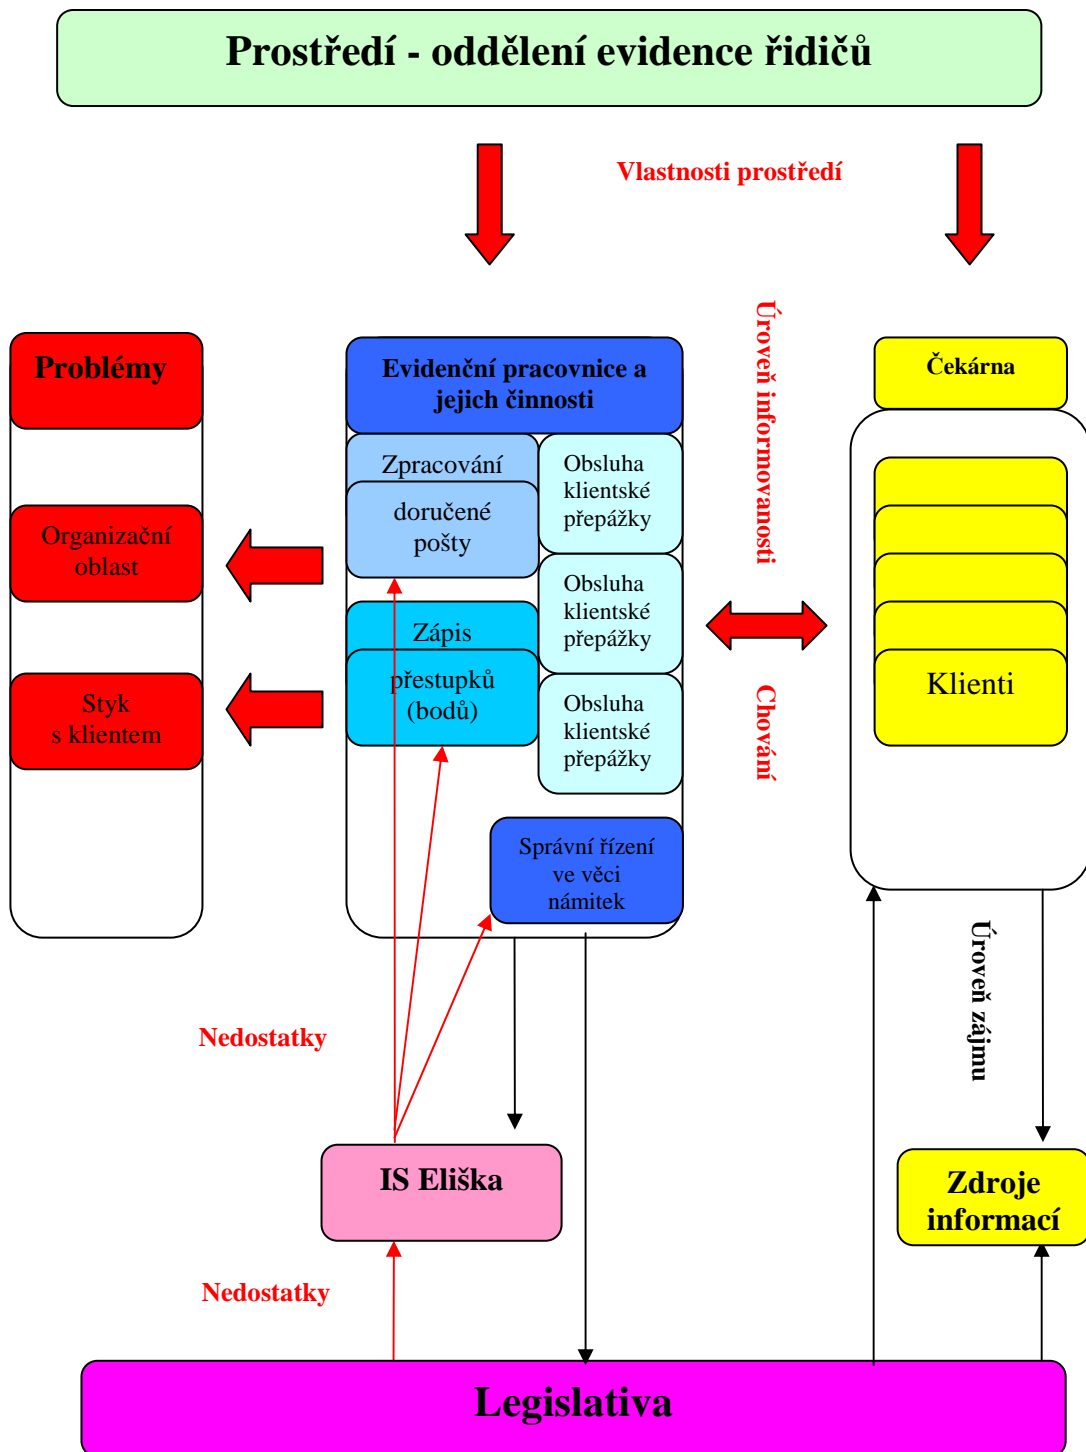 Prostředí - oddělení evidence řidičů
Vlastnosti prostředí
Problémy
Organizační
oblast
Styk
s klientem
Evidenční pracovnice a
jejich činnosti
Zpracování
doručené
pošty
Zápis
přestupků
(bodů)
Obsluha
klientské
přepážky
Obsluha
klientské
přepážky
Obsluha
klientské
přepážky
Správní řízení
ve věci
námitek
Úroveň informovanosti
Chování
Čekárna
Klienti
Úroveň zájmu
Nedostatky
IS Eliška
Zdroje
informací
Nedostatky
Legislativa